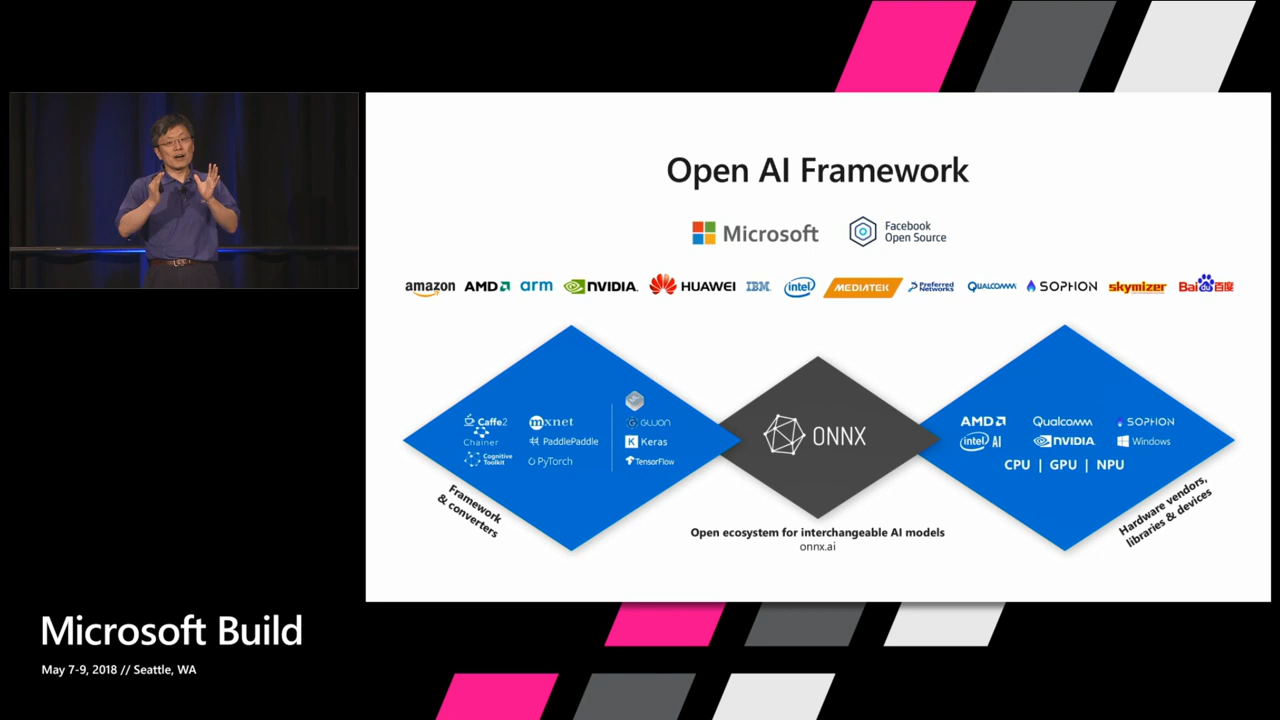 Open AI Framework
Microsoft
Facebook
Open Source
amazon AMD arm NVIDIA. HUAWEI IBM intel MEDIATEK Preferred Networks QUALCOMM SOPHON skymizer Bai du 百度
Caffe2 mxnet
GLUON
Chainer PaddlePaddle Keras
Cognitive Toolkit PyTorch TensorFlow
Framework
& converters
ONNX
Open ecosystem for interchangeable AI models
onnx.ai
AMD Qualcomm SOPHON
intel AI NVIDIA. Windows
CPU | GPU | NPU
Hardware vendors,
libraries & devices
Microsoft Build
May 7-9, 2018 // Seattle, WA